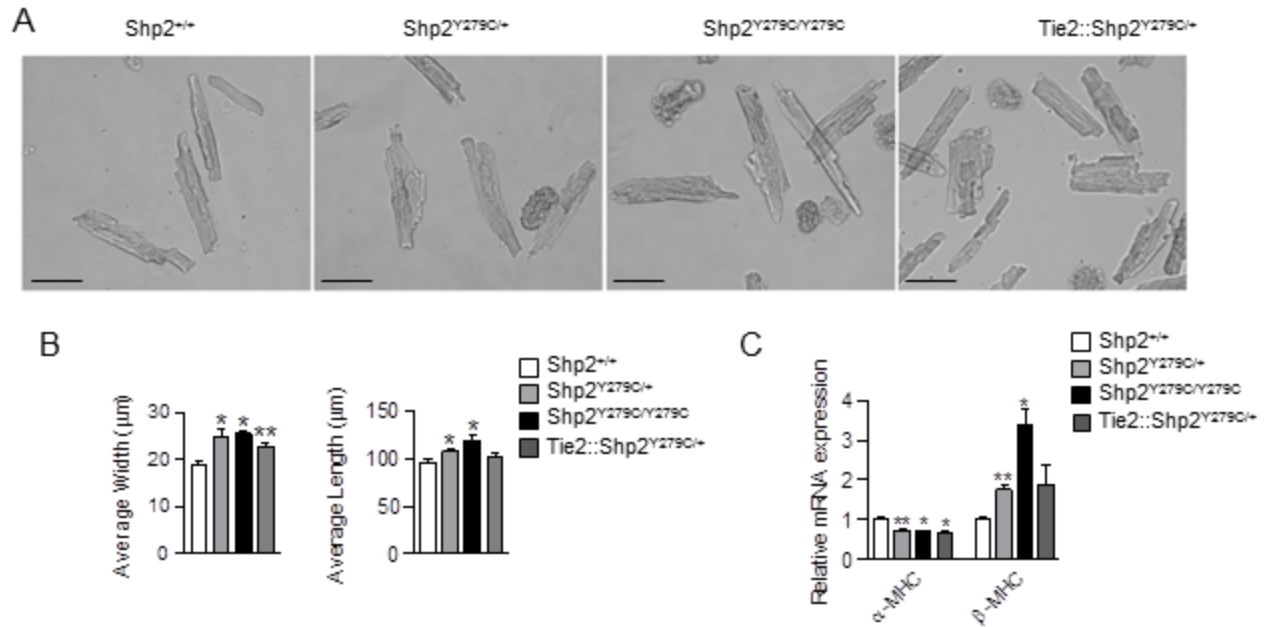 A
Shp2+/+ Shp2Y279C/+ Shp2Y279C/Y279C Tie2::Shp2Y279C/+
B
Average Width (μm)
30
20
10
0
* * **
Average Length (μm)
150
100
50
0
* *
Shp2+/+
Shp2Y279C/+
Shp2Y279C/Y279C
Tie2::Shp2Y279C/+
C
Relative mRNA expression
4
3
2
1
0
** * *
** *
α-MHC
β-MHC
Shp2+/+
Shp2Y279C/+
Shp2Y279C/Y279C
Tie2::Shp2Y279C/+